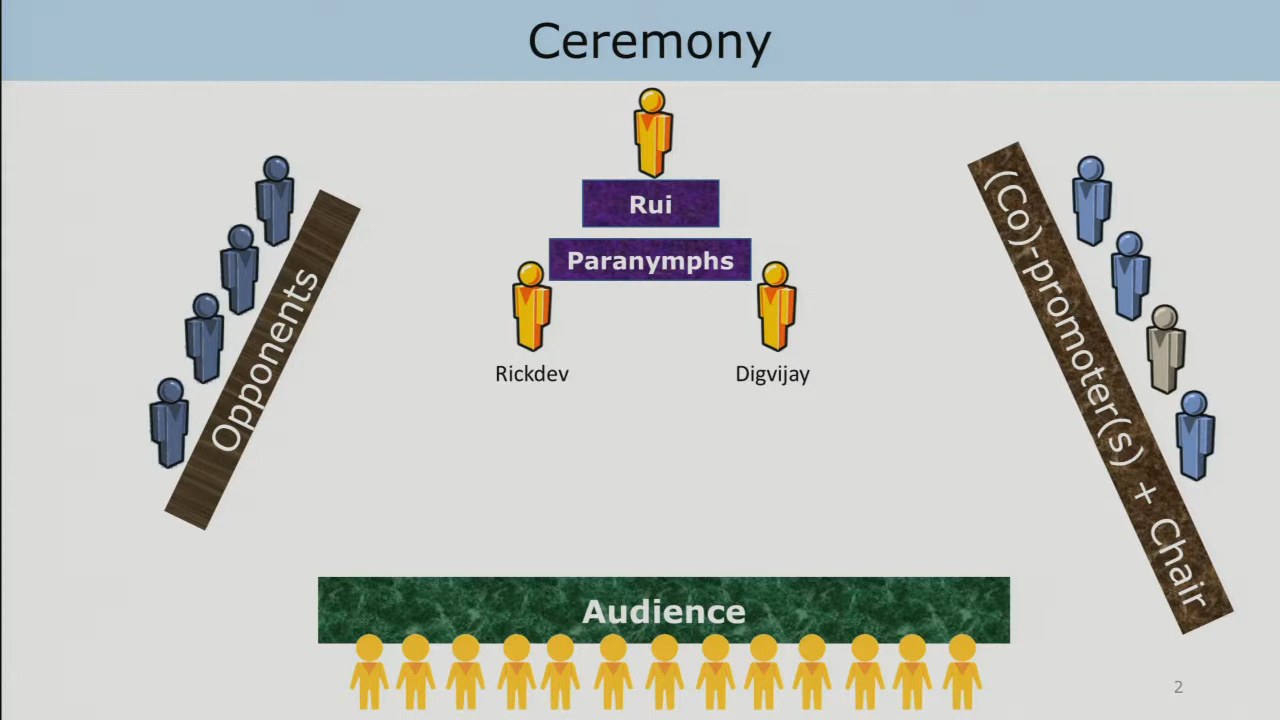 Ceremony
Rui
Paranymphs
Rickdev
Digvijay
Opponents
(Co)-promoter(s) + Chair
Audience
2